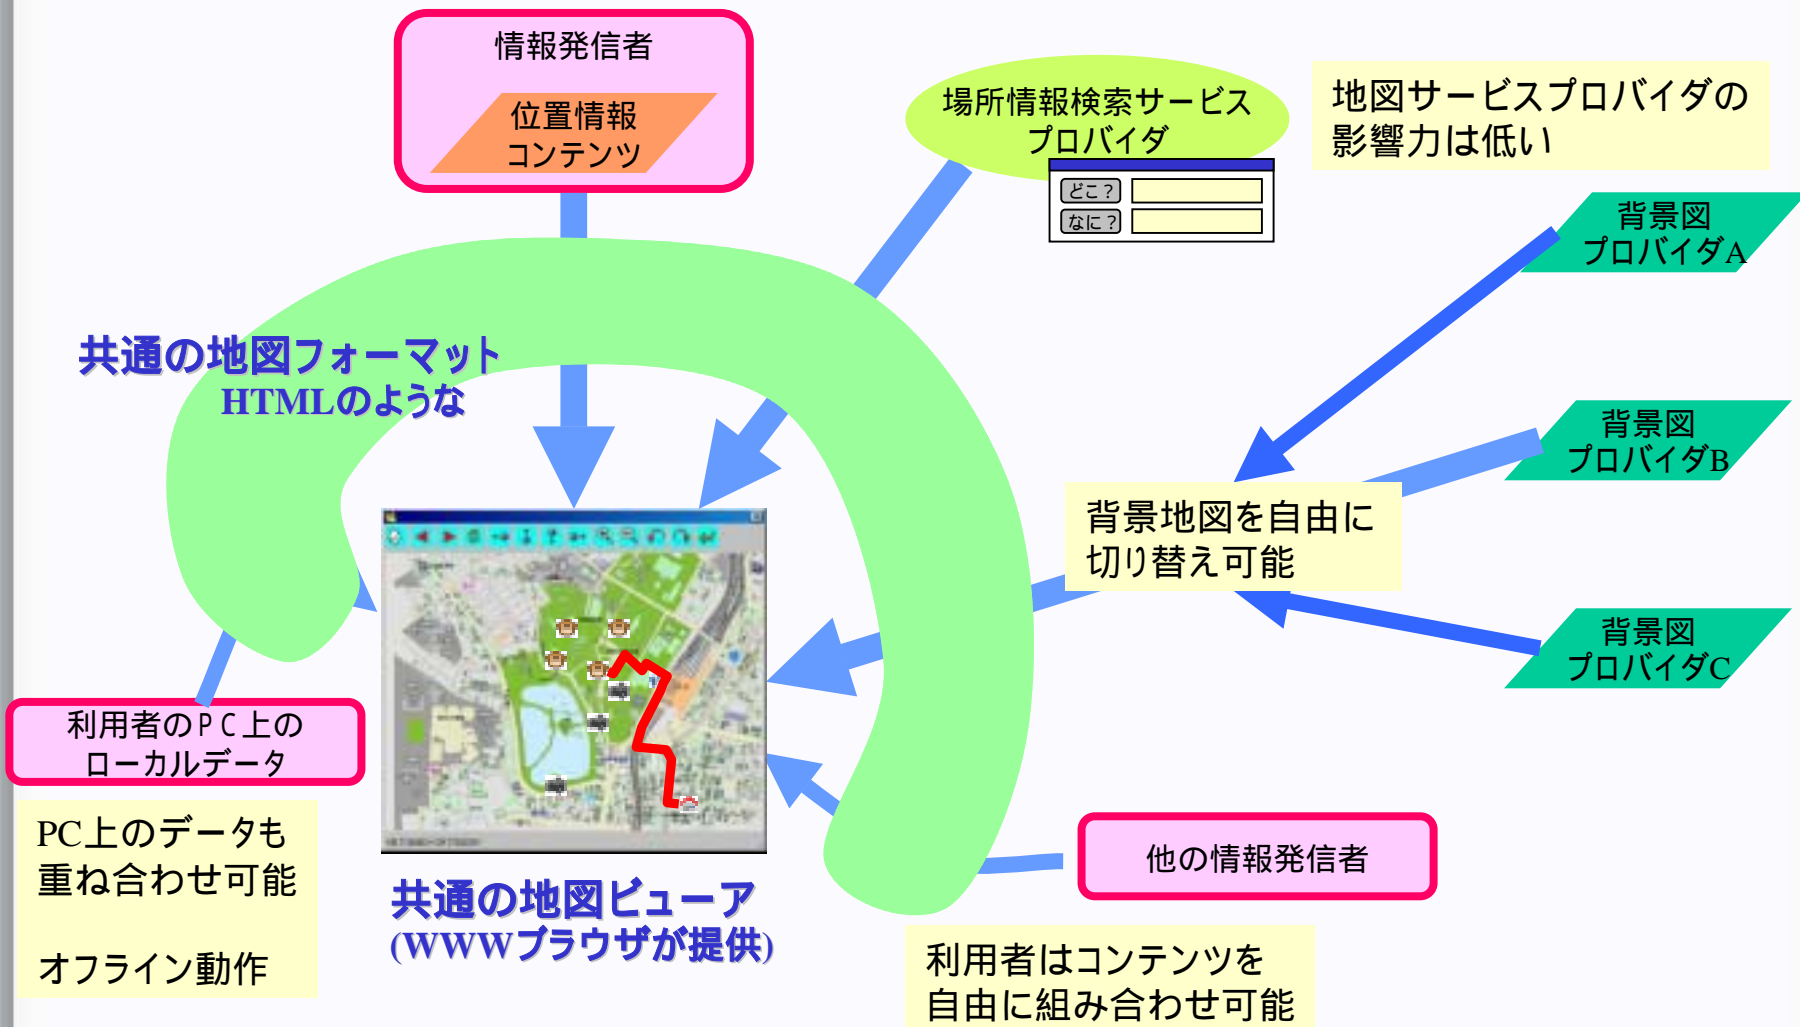 情報発信者
位置情報
コンテンツ
場所情報検索サービス
プロバイダ
どこ？
なに？
地図サービスプロバイダの
影響力は低い
背景図
プロバイダA
共通の地図フォーマット
HTMLのような
背景図
プロバイダB
背景地図を自由に
切り替え可能
背景図
プロバイダC
利用者のPC上の
ローカルデータ
PC上のデータも
重ね合わせ可能
オフライン動作
共通の地図ビューア
(WWWブラウザが提供)
他の情報発信者
利用者はコンテンツを
自由に組み合わせ可能